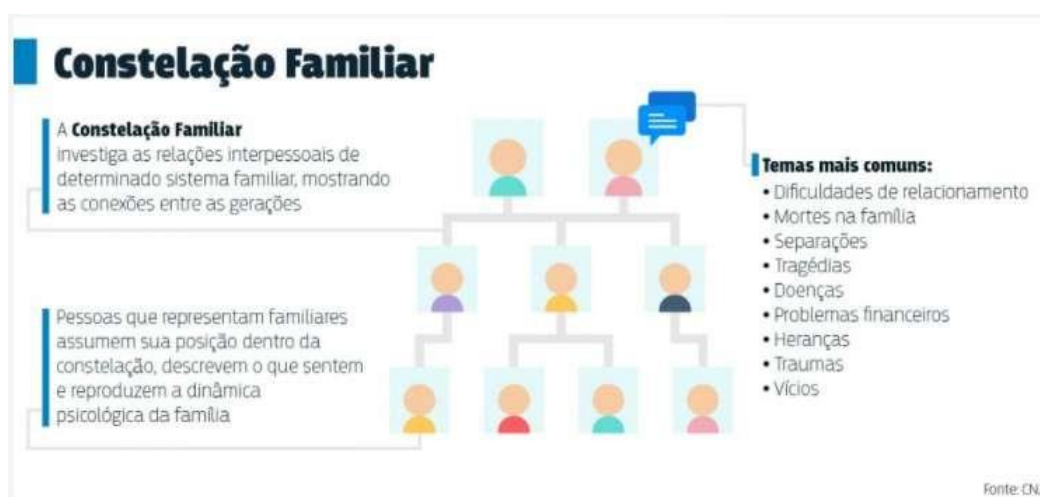 Constelação Familiar
A Constelação Familiar
investiga as relações interpessoais de
determinado sistema familiar, mostrando
as conexões entre as gerações
Pessoas que representam familiares
assumem sua posição dentro da
constelação, descrevem o que sentem
e reproduzem a dinâmica
psicológica da família
Temas mais comuns:
• Dificuldades de relacionamento
• Mortes na família
• Separações
• Tragédias
• Doenças
• Problemas financeiros
• Heranças
• Traumas
• Vícios
Fonte: CNJ